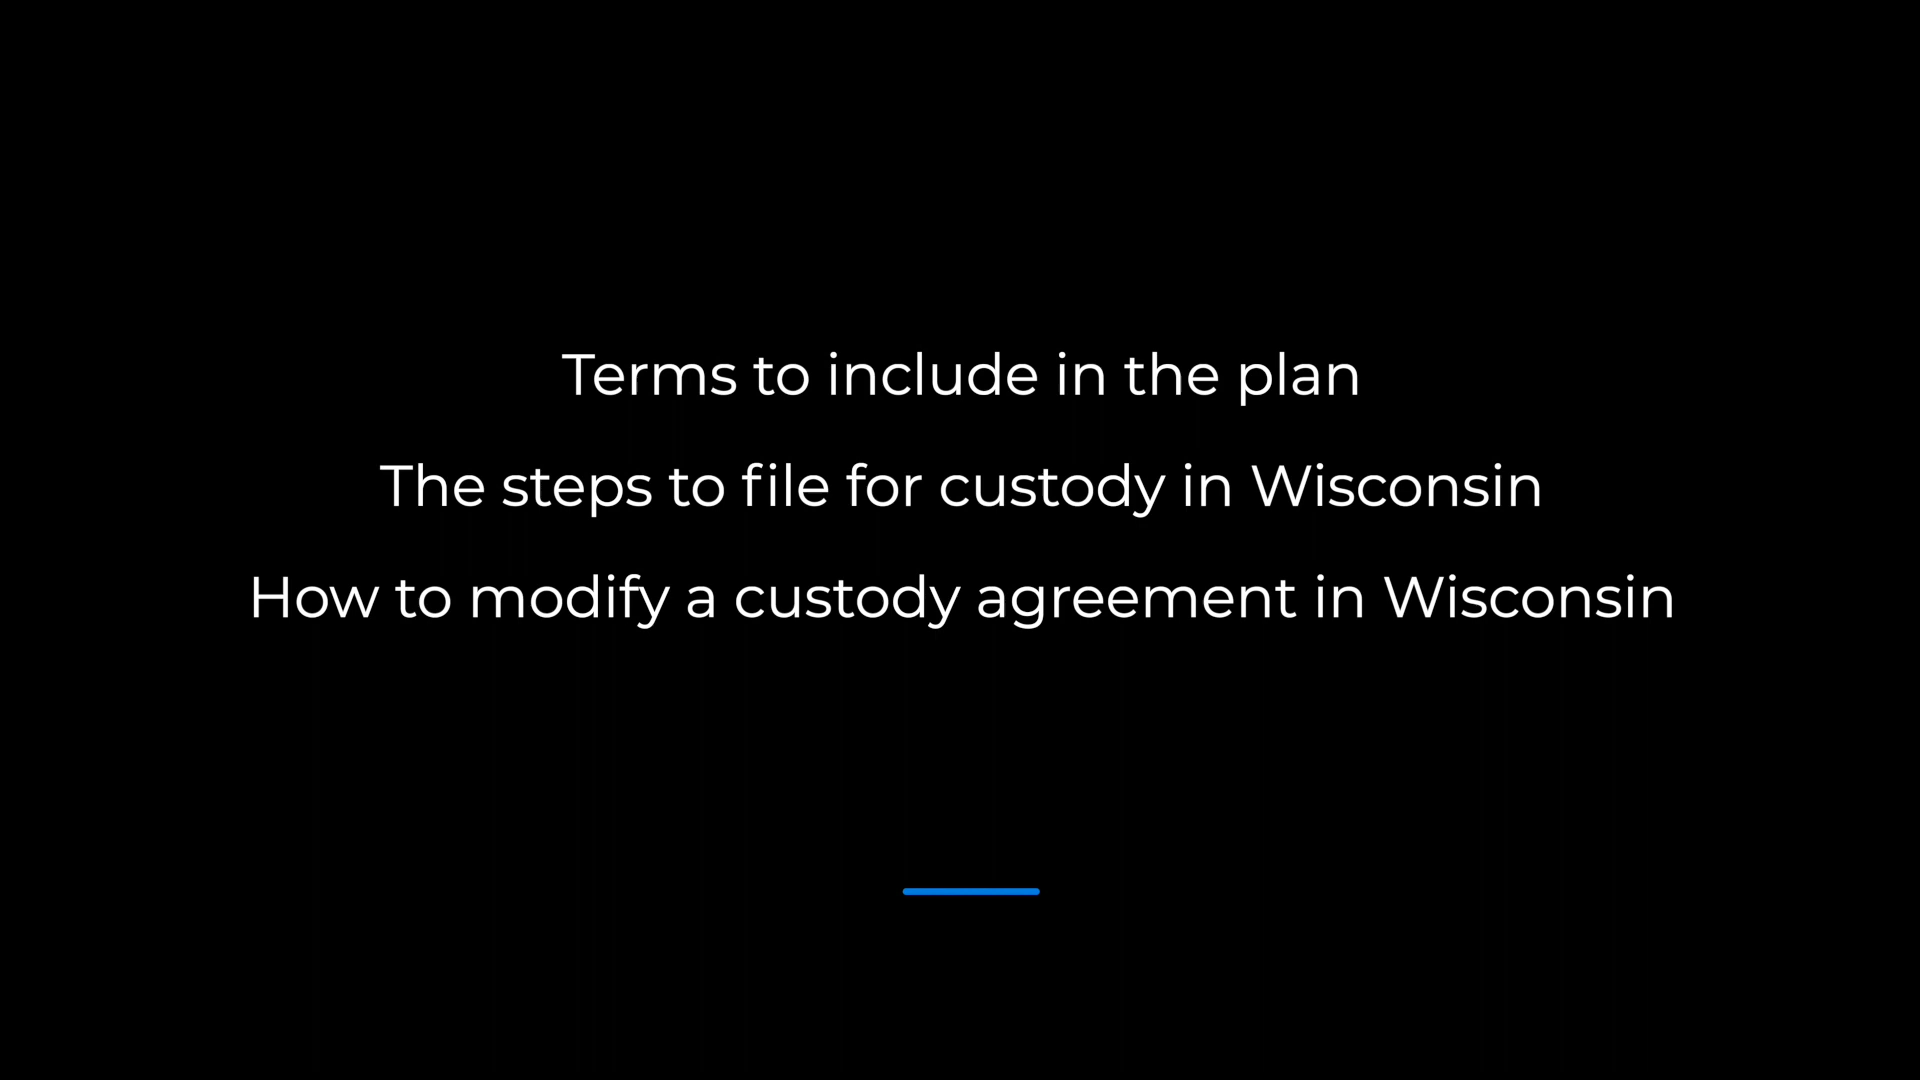 Terms to include in the plan
The steps to file for custody in Wisconsin
How to modify a custody agreement in Wisconsin